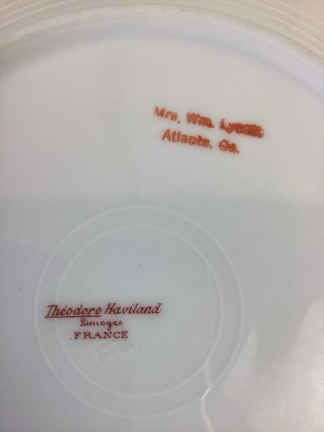 Mrs. Wm. Lycett
Atlanta, Ga.
Théodore Haviland
Limoges
FRANCE